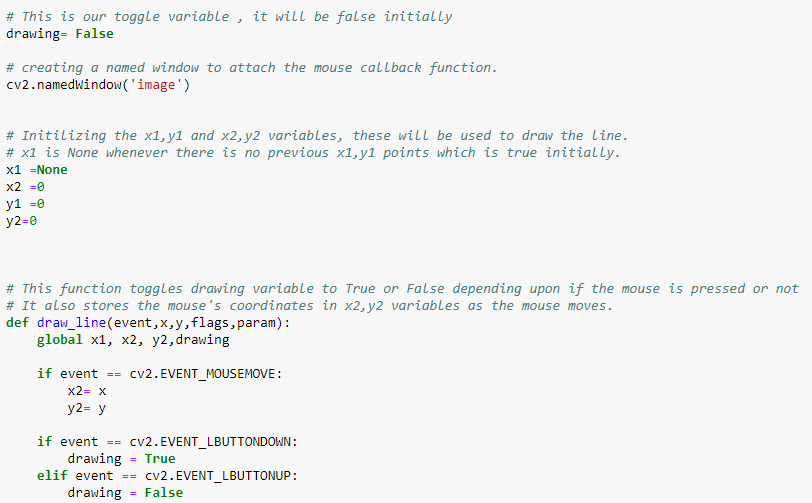 # This is our toggle variable , it will be false initially
drawing= False
# creating a named window to attach the mouse callback function.
cv2.namedWindow('image')
# Initilizing the x1,y1 and x2,y2 variables, these will be used to draw the line.
# x1 is None whenever there is no previous x1,y1 points which is true initially.
x1 =None
x2 =0
y1 =0
y2=0
# This function toggles drawing variable to True or False depending upon if the mouse is pressed or not
# It also stores the mouse's coordinates in x2,y2 variables as the mouse moves.
def draw_line(event,x,y,flags,param):
    global x1, x2, y2,drawing
    if event == cv2.EVENT_MOUSEMOVE:
        x2= x
        y2= y
    if event == cv2.EVENT_LBUTTONDOWN:
        drawing = True
    elif event == cv2.EVENT_LBUTTONUP:
        drawing = False